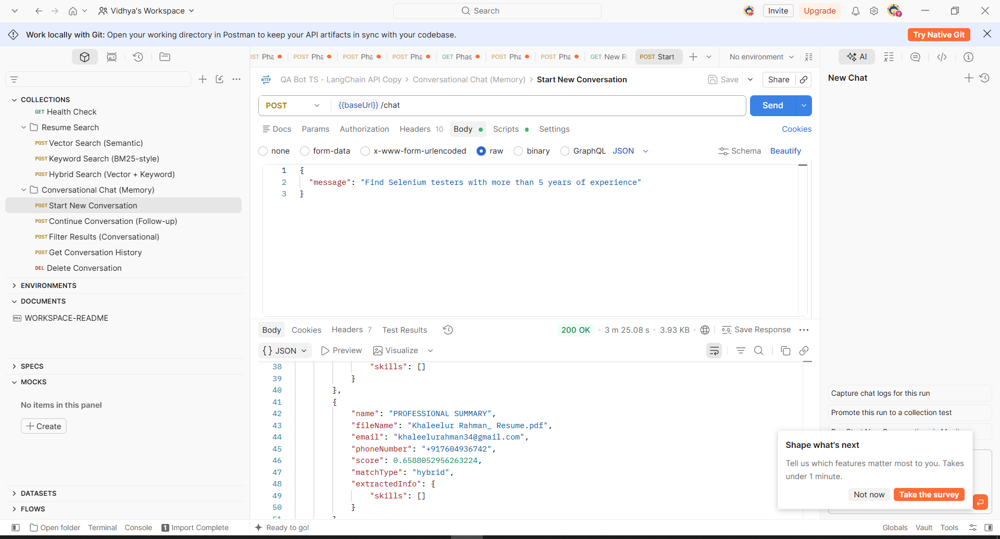 Vidhya's Workspace
Search
Invite
Upgrade
Work locally with Git: Open your working directory in Postman to keep your API artifacts in sync with your codebase.
Try Native Git
POST Pha
POST Pha
POST Pha
GET Phas
POST Pha
POST Pha
GET New R
POST Start
No environment
AI
QA Bot TS - LangChain API Copy > Conversational Chat (Memory) > Start New Conversation
Save
Share
New Chat
COLLECTIONS
GET Health Check
Resume Search
POST Vector Search (Semantic)
POST Keyword Search (BM25-style)
POST Hybrid Search (Vector + Keyword)
Conversational Chat (Memory)
POST Start New Conversation
POST Continue Conversation (Follow-up)
POST Filter Results (Conversational)
POST Get Conversation History
DEL Delete Conversation
ENVIRONMENTS
DOCUMENTS
WORKSPACE-README
SPECS
MOCKS
No items in this panel
Create
DATASETS
FLOWS
POST
{{baseUrl}} /chat
Send
Docs
Params
Authorization
Headers 10
Body
Scripts
Settings
Cookies
none
form-data
x-www-form-urlencoded
raw
binary
GraphQL
JSON
Schema
Beautify
1 {
2 "message": "Find Selenium testers with more than 5 years of experience"
3 }
Body
Cookies
Headers 7
Test Results
200 OK
3 m 25.08 s
3.93 KB
e.g. Save Response
{} JSON
Preview
Visualize
38 "skills": []
39 }
40 },
41 {
42 "name": "PROFESSIONAL SUMMARY",
43 "fileName": "Khaleelur Rahman_ Resume.pdf",
44 "email": "khaleelurahman34@gmail.com",
45 "phoneNumber": "+917604936742",
46 "score": 0.6588052956263224,
47 "matchType": "hybrid",
48 "extractedInfo": {
49 "skills": []
50 }
Capture chat logs for this run
Promote this run to a collection test
Shape what's next
Tell us which features matter most to you. Takes
under 1 minute.
Not now
Take the survey
Open folder
Terminal
Console
1 Import Complete
Ready to go!
Globals
Vault
Tools